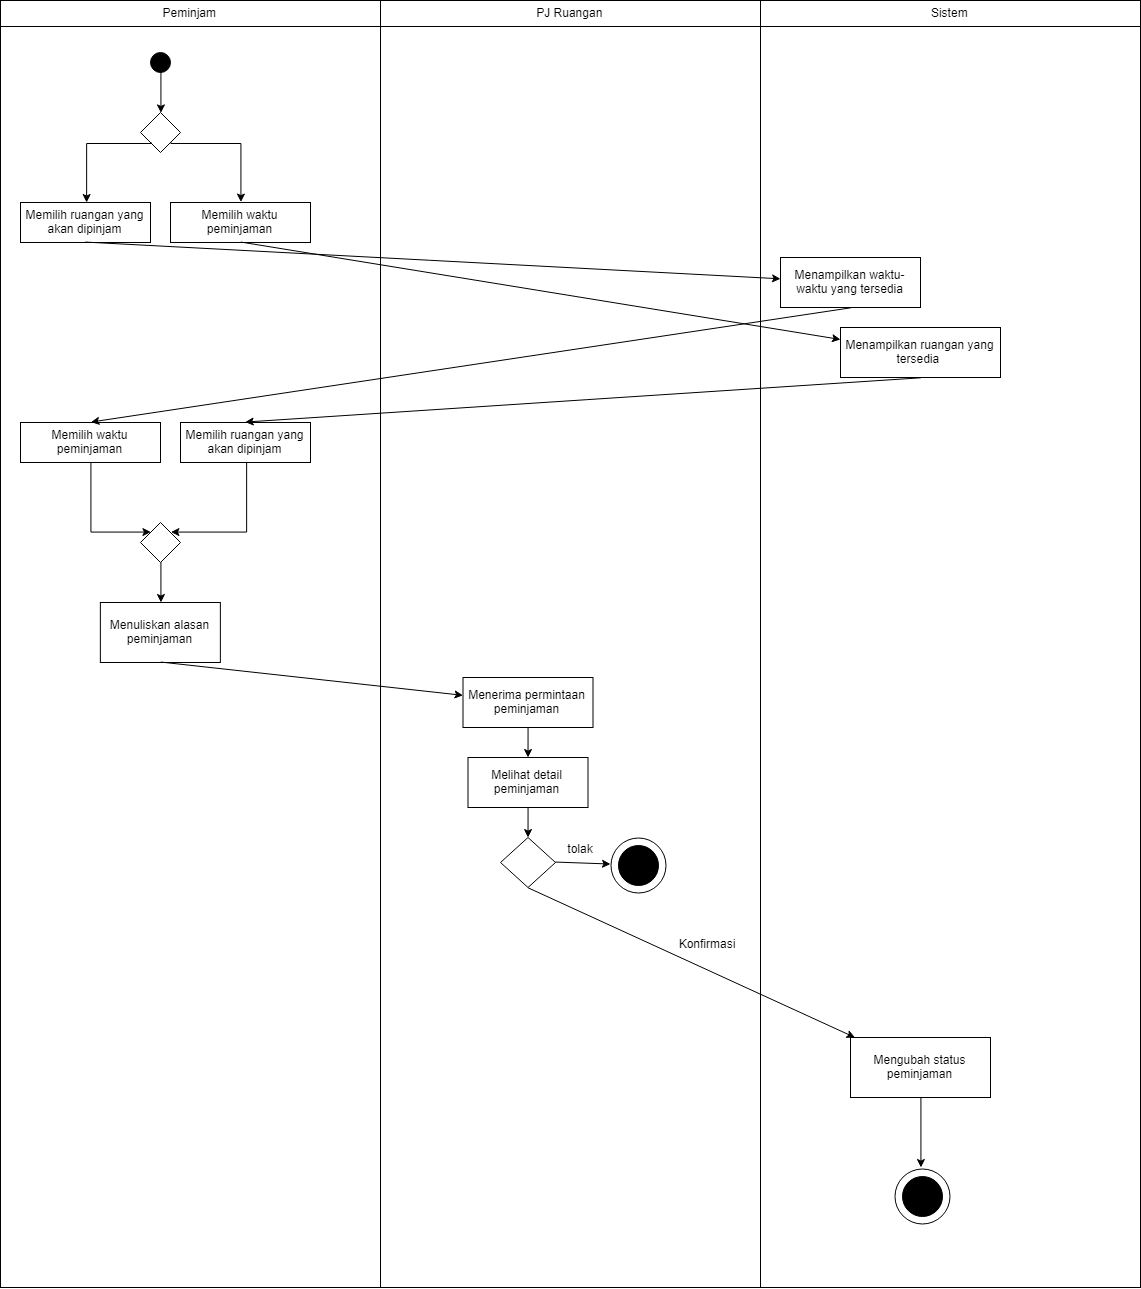 Peminjam
PJ Ruangan
Sistem
Memilih ruangan yang
akan dipinjam
Memilih waktu
peminjaman
Menampilkan waktu-
waktu yang tersedia
Menampilkan ruangan yang
tersedia
Memilih waktu
peminjaman
Memilih ruangan yang
akan dipinjam
Menuliskan alasan
peminjaman
Menerima permintaan
peminjaman
Melihat detail
peminjaman
tolak
Konfirmasi
Mengubah status
peminjaman